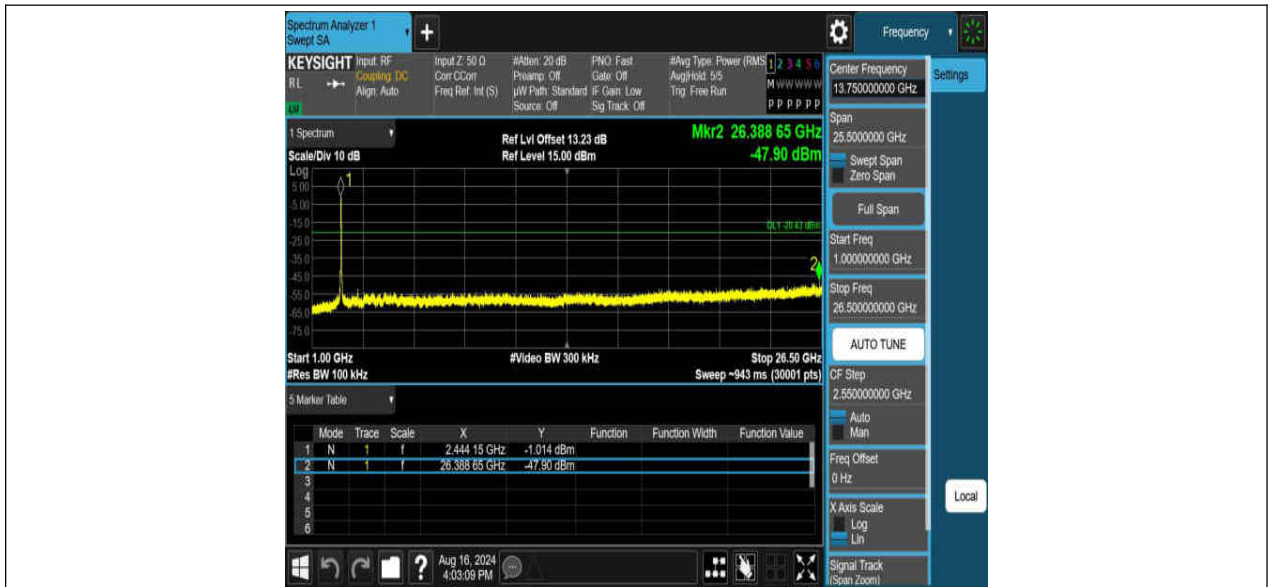 Spectrum Analyzer 1
Swept SA
+
Frequency
KEYSIGHT
RL
Input: RF
Coupling: DC
Align: Auto
Input Z: 50 Ω
Corr CCorr
Freq Ref: Int (S)
#Atten: 20 dB
Preamp: Off
µW Path: Standard
Source: Off
PNO: Fast
Gate: Off
IF Gain: Low
Sig Track: Off
#Avg Type: Power (RMS
Avg|Hold: 5/5
Trig: Free Run
1 2 3 4 5 6
M W W W W W
P P P P P P
Center Frequency
13.750000000 GHz
Settings
Span
25.5000000 GHz
Swept Span
Zero Span
Full Span
Start Freq
1.000000000 GHz
Stop Freq
26.500000000 GHz
AUTO TUNE
CF Step
2.550000000 GHz
Auto
Man
Freq Offset
0 Hz
X Axis Scale
Log
Lin
Signal Track
(Span Zoom)
Local
1 Spectrum
Scale/Div 10 dB
Ref Lvl Offset 13.23 dB
Ref Level 15.00 dBm
Mkr2 26.388 65 GHz
-47.90 dBm
Log
5.00
-5.00
-15.0
-25.0
-35.0
-45.0
-55.0
-65.0
-75.0
1
DL1 -20.43 dBm
2
Start 1.00 GHz
#Video BW 300 kHz
Stop 26.50 GHz
#Res BW 100 kHz
Sweep ~943 ms (30001 pts)
5 Marker Table
Mode Trace Scale X Y Function Function Width Function Value
1 N 1 f 2.444 15 GHz -1.014 dBm
2 N 1 f 26.388 65 GHz -47.90 dBm
3
4
5
6
?
Aug 16, 2024
4:03:09 PM